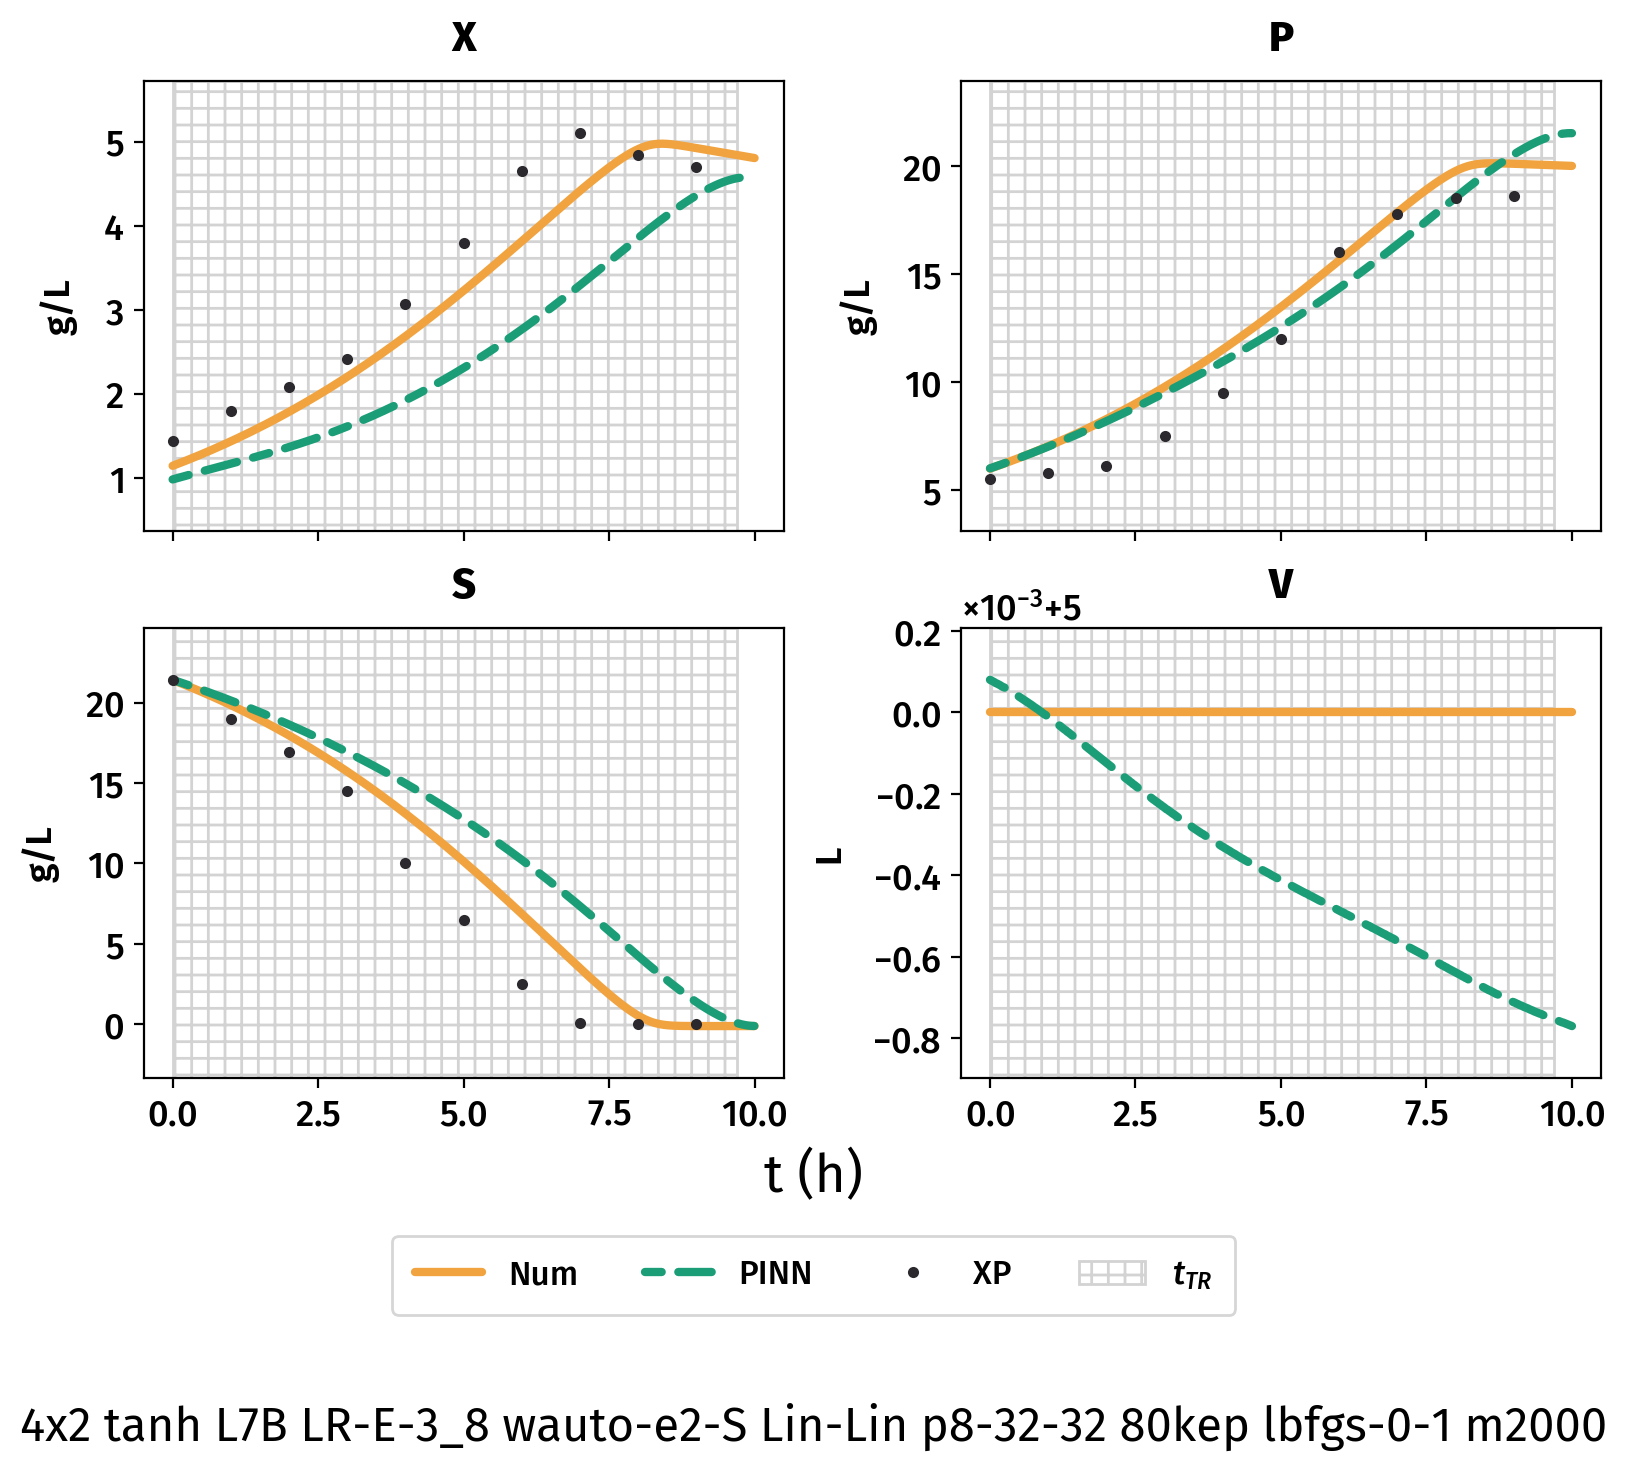 X
P
5
4
3
2
1
g/L
20
15
10
5
g/L
S
V
×10⁻³+5
20
15
10
5
0
g/L
0.0 2.5 5.0 7.5 10.0
0.2
0.0
−0.2
−0.4
−0.6
−0.8
L
0.0 2.5 5.0 7.5 10.0
t (h)
Num PINN XP t_TR
4x2 tanh L7B LR-E-3_8 wauto-e2-S Lin-Lin p8-32-32 80kep lbfgs-0-1 m2000